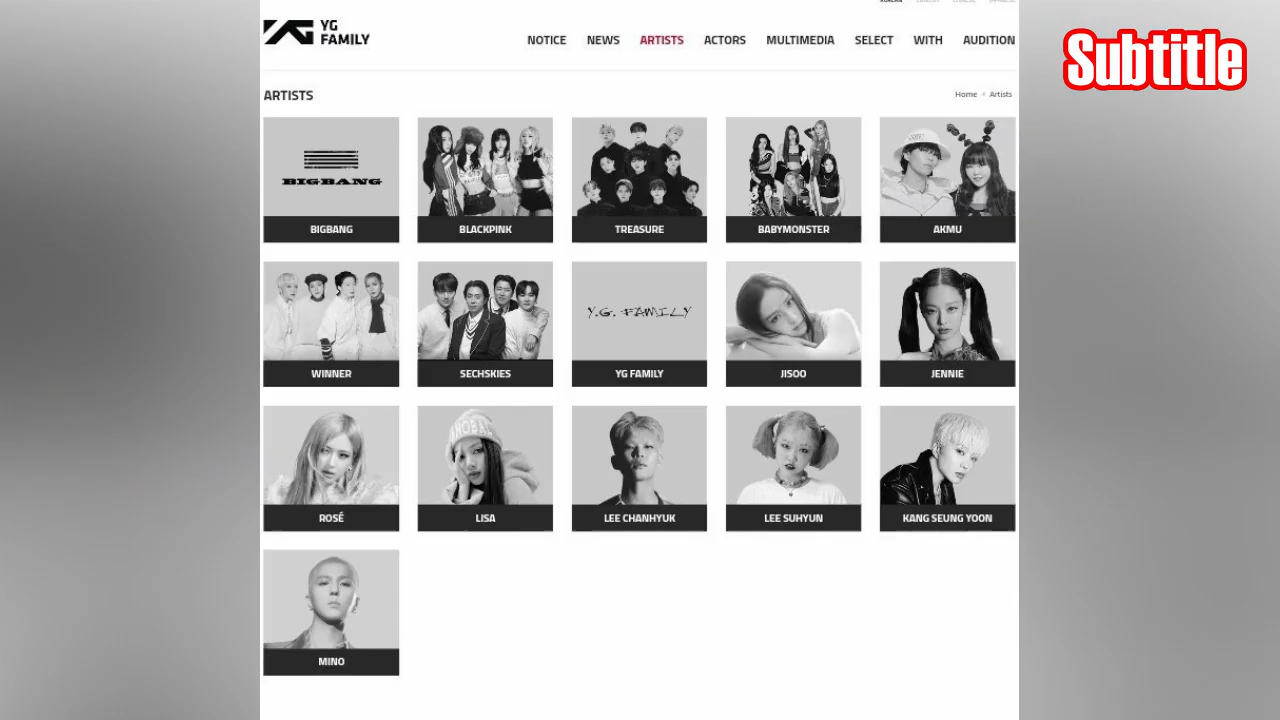 KOREAN
YG
FAMILY
NOTICE NEWS ARTISTS ACTORS MULTIMEDIA SELECT WITH AUDITION
Subtitle
ARTISTS
Home < Artists
BIGBANG
BIGBANG BLACKPINK TREASURE BABYMONSTER AKMU
Y.G. FAMILY
WINNER SECHSKIES YG FAMILY JISOO JENNIE
ROSÉ LISA LEE CHANHYUK LEE SUHYUN KANG SEUNG YOON
MINO